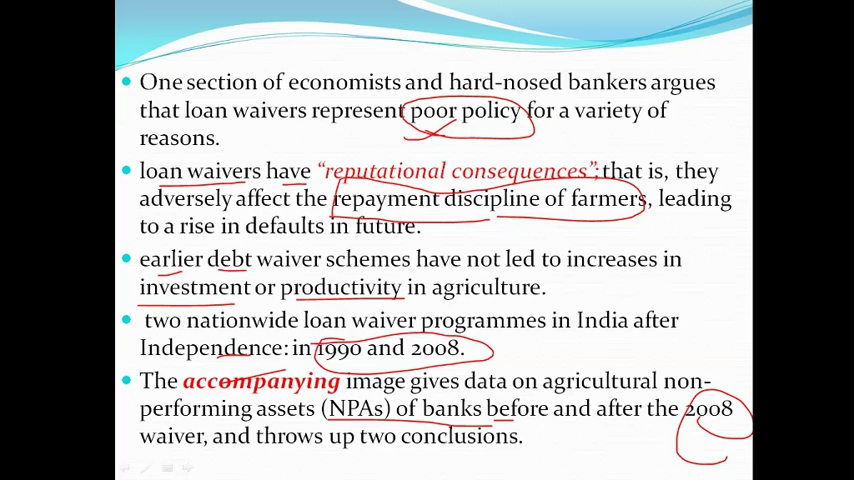 One section of economists and hard-nosed bankers argues
that loan waivers represent poor policy for a variety of
reasons.
loan waivers have “reputational consequences”; that is, they
adversely affect the repayment discipline of farmers, leading
to a rise in defaults in future.
earlier debt waiver schemes have not led to increases in
investment or productivity in agriculture.
two nationwide loan waiver programmes in India after
Independence: in 1990 and 2008.
The accompanying image gives data on agricultural non-
performing assets (NPAs) of banks before and after the 2008
waiver, and throws up two conclusions.